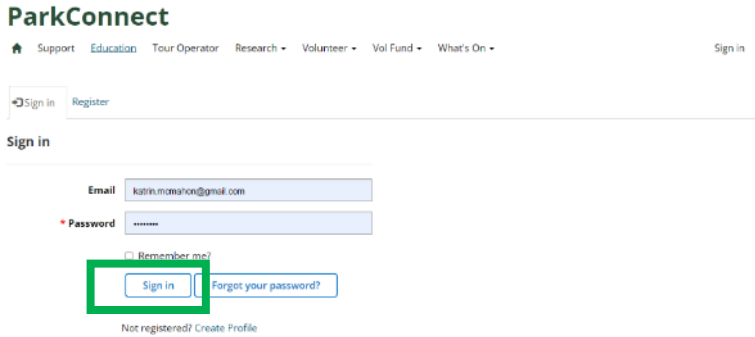 ParkConnect
Support Education Tour Operator Research Volunteer Vol Fund What's On Sign in
Sign in Register
Sign in
Email katrin.mcmahon@gmail.com
* Password ••••••••
Remember me?
Sign in Forgot your password?
Not registered? Create Profile